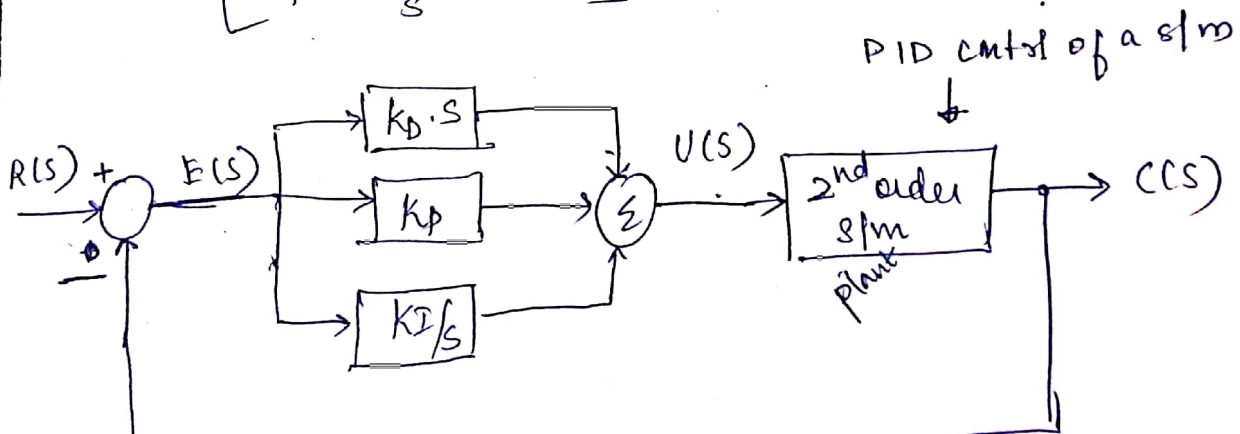 S
PID cntrl of a s/m
KD.S
R(S) + E(S)
U(S)
2nd order
s/m
plant
C(S)
Kp
Σ
-
KI/S